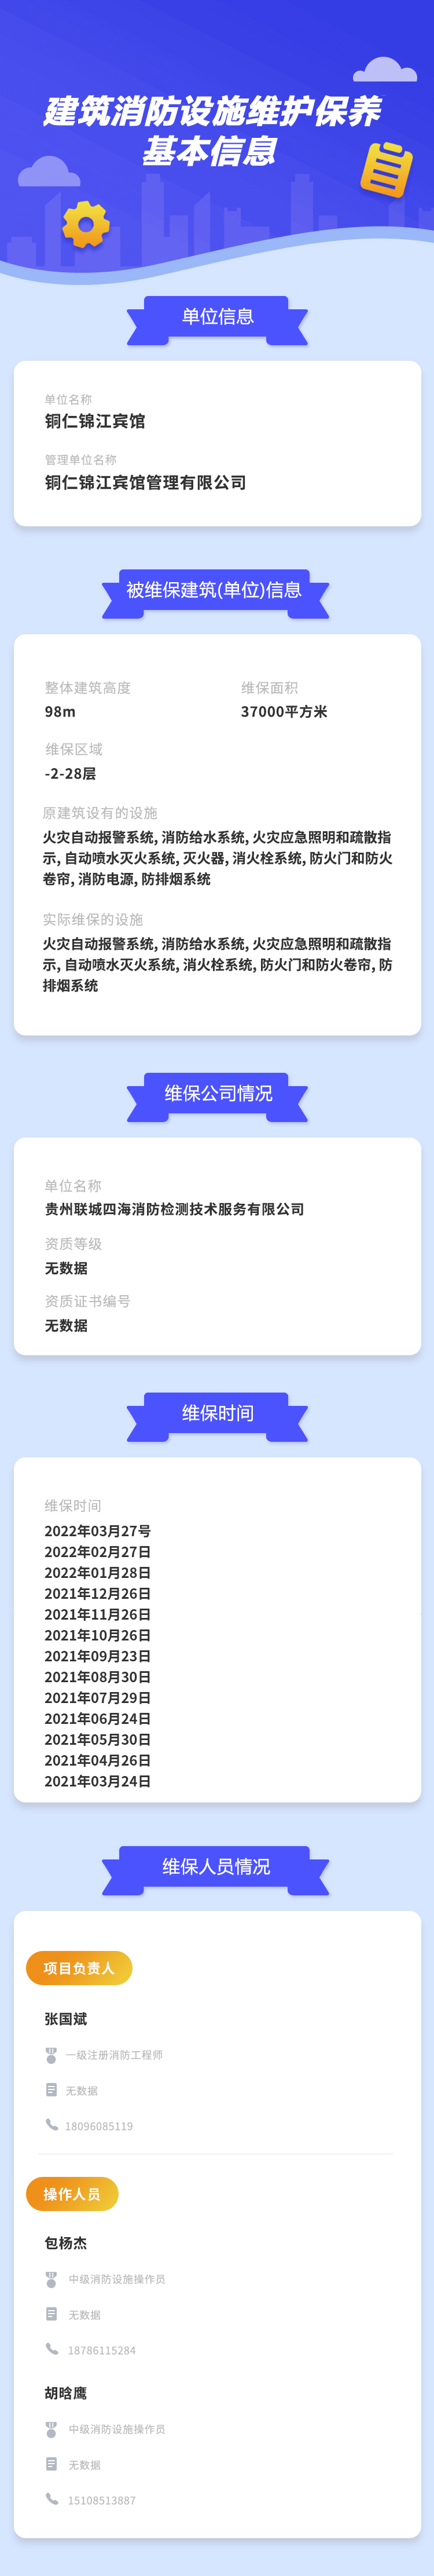 建筑消防设施维护保养
基本信息
单位信息
单位名称
铜仁锦江宾馆
管理单位名称
铜仁锦江宾馆管理有限公司
被维保建筑(单位)信息
整体建筑高度 维保面积
98m 37000平方米
维保区域
-2-28层
原建筑设有的设施
火灾自动报警系统, 消防给水系统, 火灾应急照明和疏散指
示, 自动喷水灭火系统, 灭火器, 消火栓系统, 防火门和防火
卷帘, 消防电源, 防排烟系统
实际维保的设施
火灾自动报警系统, 消防给水系统, 火灾应急照明和疏散指
示, 自动喷水灭火系统, 消火栓系统, 防火门和防火卷帘, 防
排烟系统
维保公司情况
单位名称
贵州联城四海消防检测技术服务有限公司
资质等级
无数据
资质证书编号
无数据
维保时间
维保时间
2022年03月27号
2022年02月27日
2022年01月28日
2021年12月26日
2021年11月26日
2021年10月26日
2021年09月23日
2021年08月30日
2021年07月29日
2021年06月24日
2021年05月30日
2021年04月26日
2021年03月24日
维保人员情况
项目负责人
张国斌
一级注册消防工程师
无数据
18096085119
操作人员
包杨杰
中级消防设施操作员
无数据
18786115284
胡晗鹰
中级消防设施操作员
无数据
15108513887